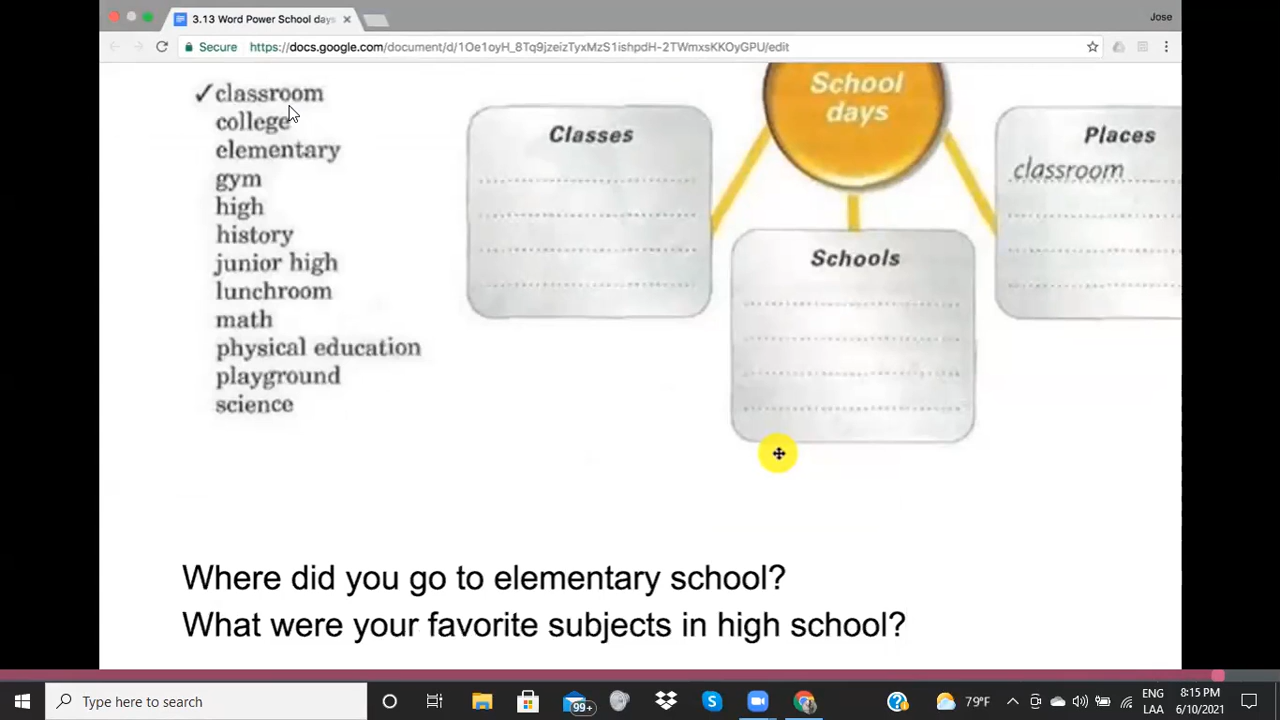 3.13 Word Power School days
Jose
Secure https://docs.google.com/document/d/1Oe1oyH_8Tq9jzeizTyxMzS1ishpdH-2TWmxsKKOyGPU/edit
✓classroom
college
elementary
gym
high
history
junior high
lunchroom
math
physical education
playground
science
School
days
Classes
Schools
Places
classroom
Where did you go to elementary school?
What were your favorite subjects in high school?
Type here to search
99+
79°F
ENG
LAA
8:15 PM
6/10/2021